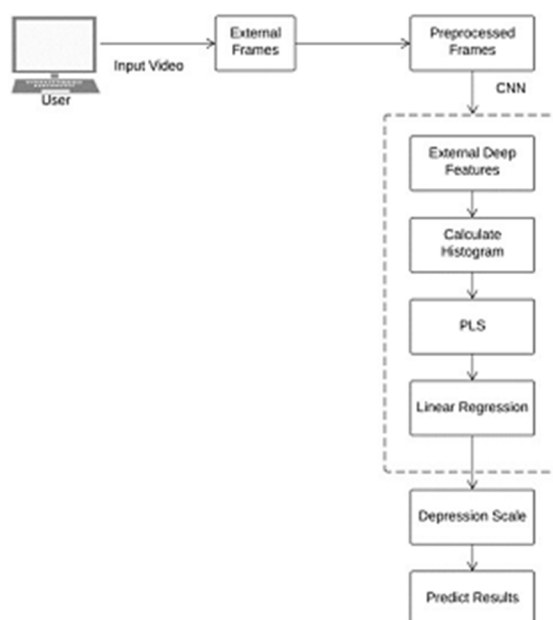 External
Frames
Preprocessed
Frames
Input Video
User
CNN
External Deep
Features
Calculate
Histogram
PLS
Linear Regression
Depression Scale
Predict Results